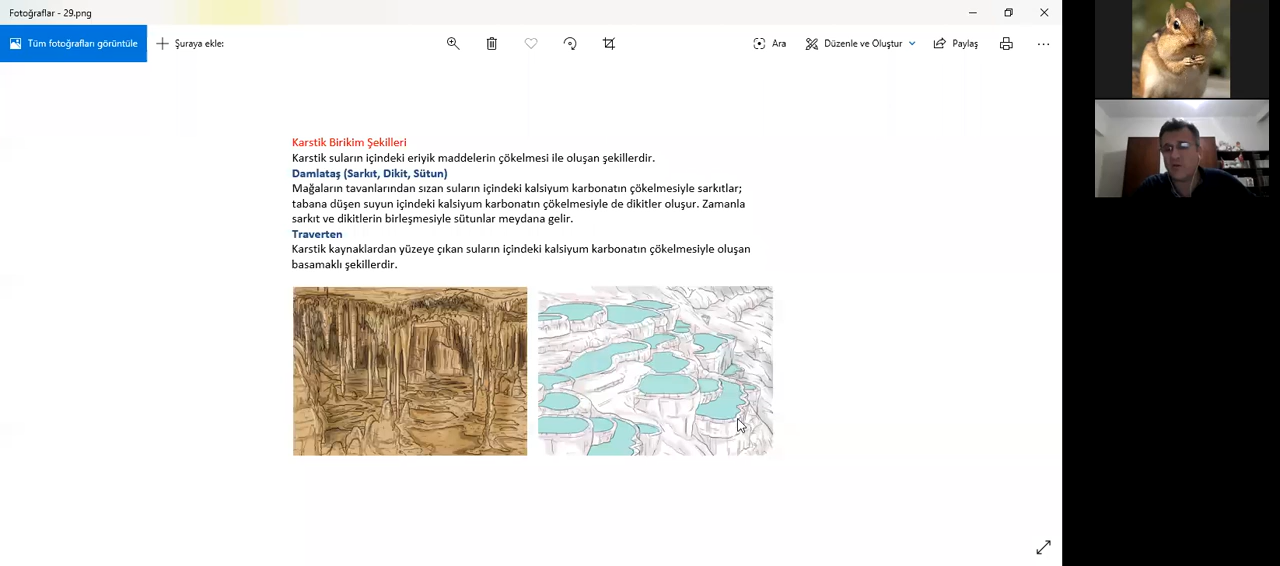 Fotoğraflar - 29.png
Tüm fotoğrafları görüntüle
Şuraya ekle:
Ara
Düzenle ve Oluştur
Paylaş
Karstik Birikim Şekilleri
Karstik suların içindeki eriyik maddelerin çökelmesi ile oluşan şekillerdir.
Damlataş (Sarkıt, Dikit, Sütun)
Mağaların tavanlarından sızan suların içindeki kalsiyum karbonatın çökelmesiyle sarkıtlar;
tabana düşen suyun içindeki kalsiyum karbonatın çökelmesiyle de dikitler oluşur. Zamanla
sarkıt ve dikitlerin birleşmesiyle sütunlar meydana gelir.
Traverten
Karstik kaynaklardan yüzeye çıkan suların içindeki kalsiyum karbonatın çökelmesiyle oluşan
basamaklı şekillerdir.